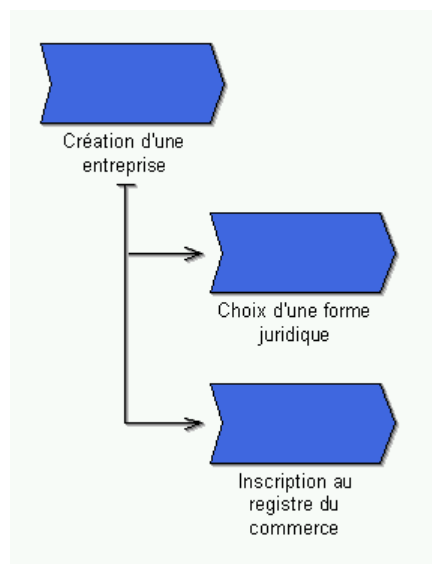 Création d'une
entreprise
Choix d'une forme
juridique
Inscription au
registre du
commerce